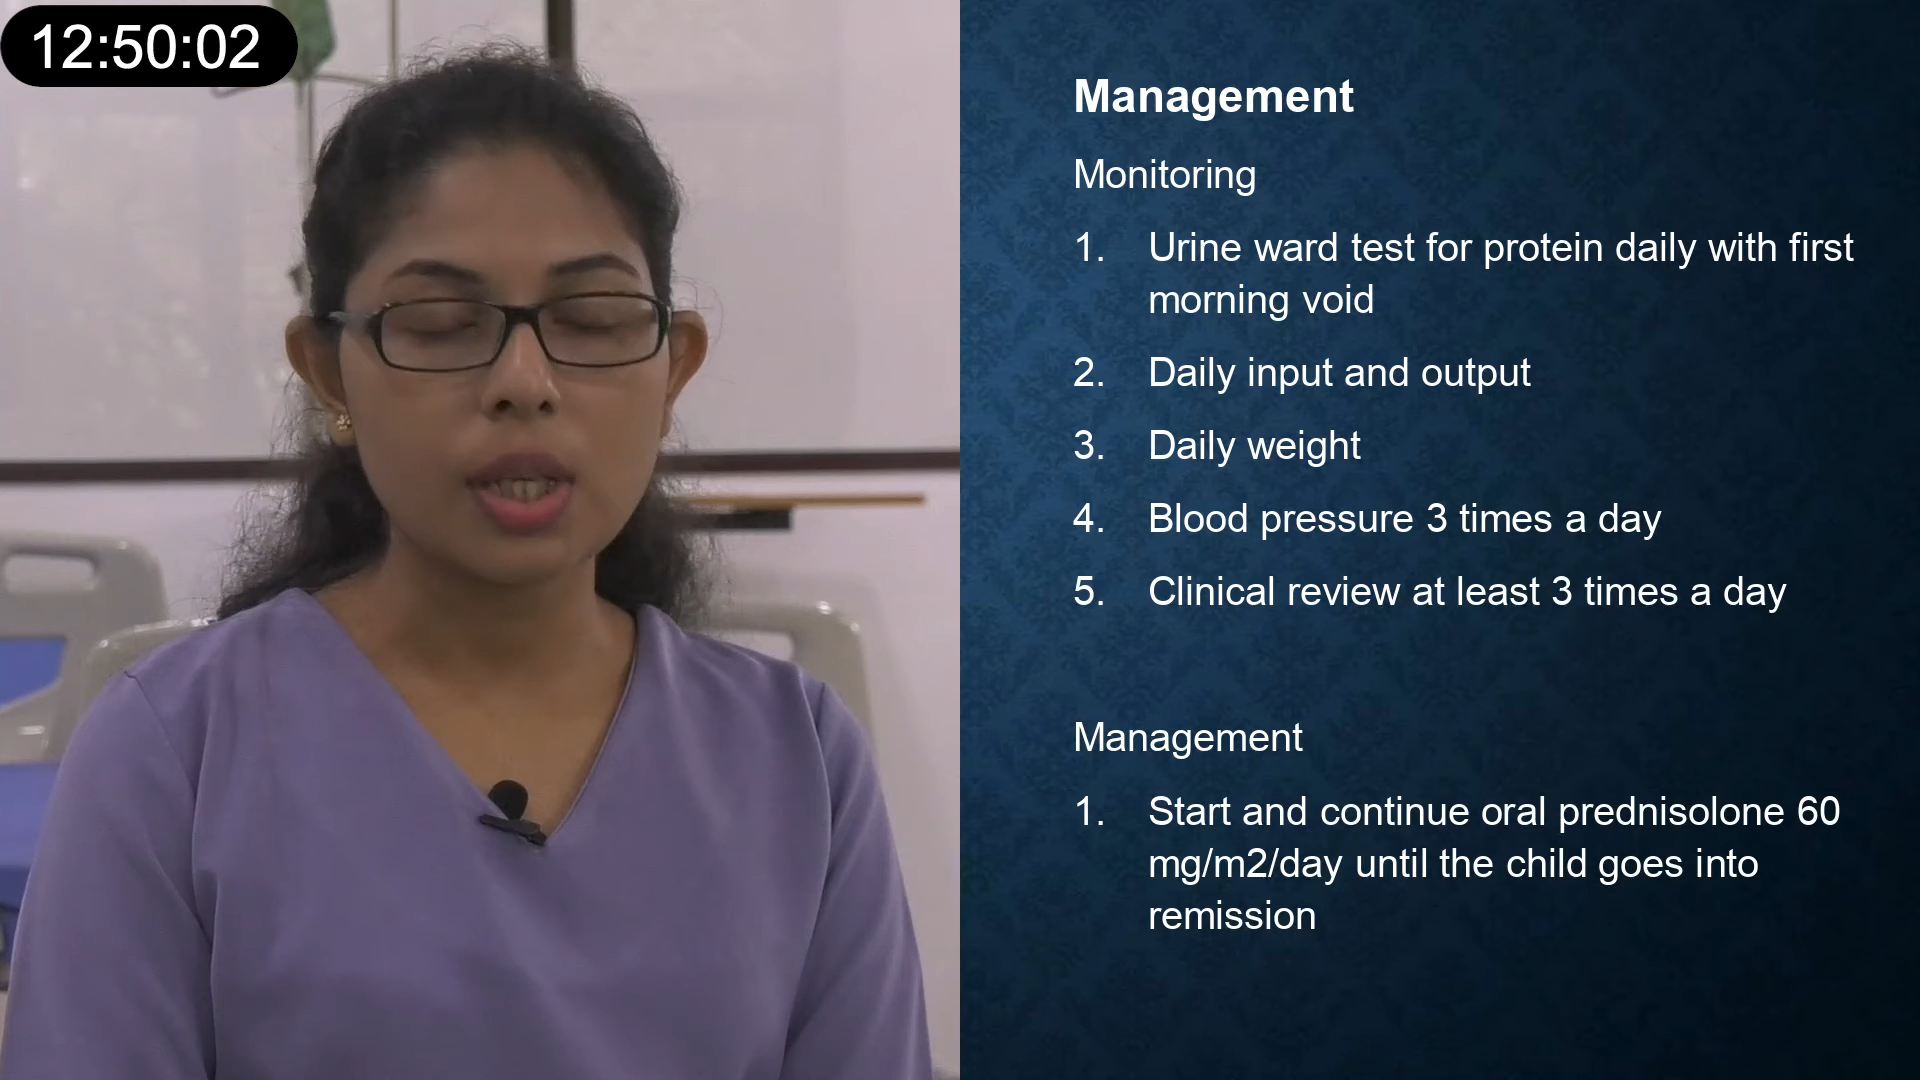 12:50:02
Management
Monitoring
1. Urine ward test for protein daily with first
morning void
2. Daily input and output
3. Daily weight
4. Blood pressure 3 times a day
5. Clinical review at least 3 times a day
Management
1. Start and continue oral prednisolone 60
mg/m2/day until the child goes into
remission